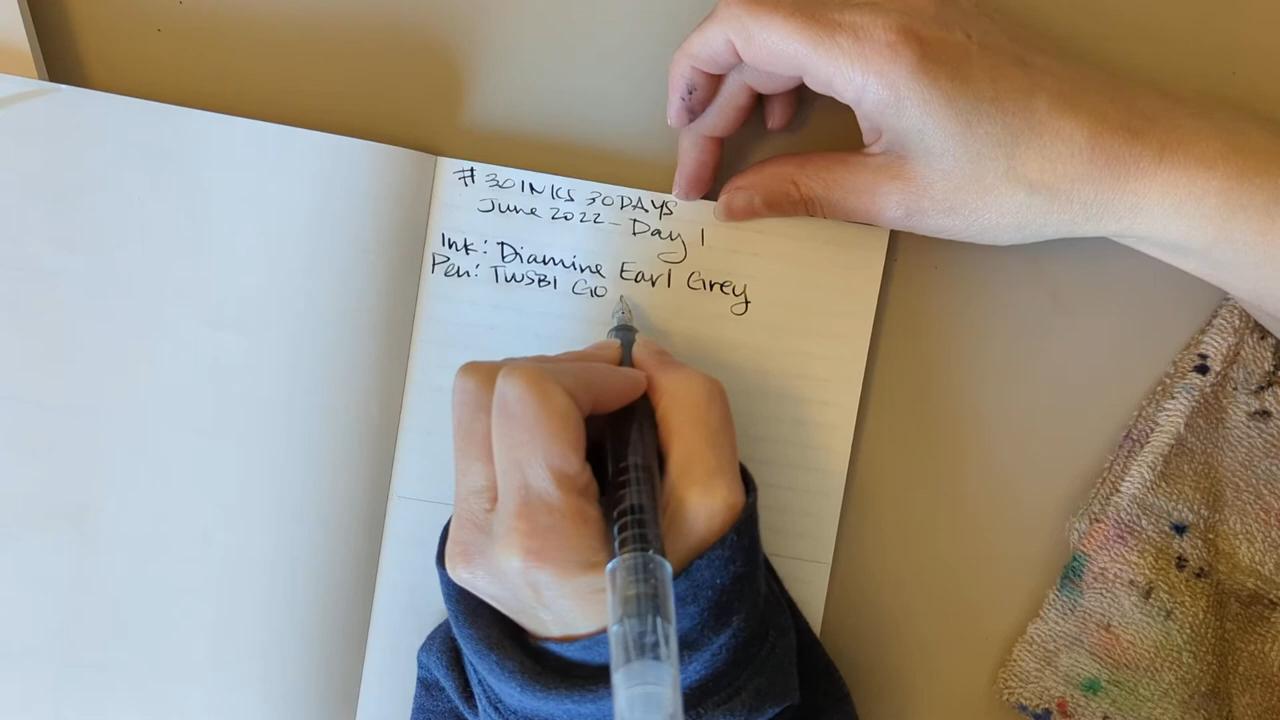 #30INKS30DAYS
June 2022 - Day 1
Ink: Diamine Earl Grey
Pen: TWSBI GO